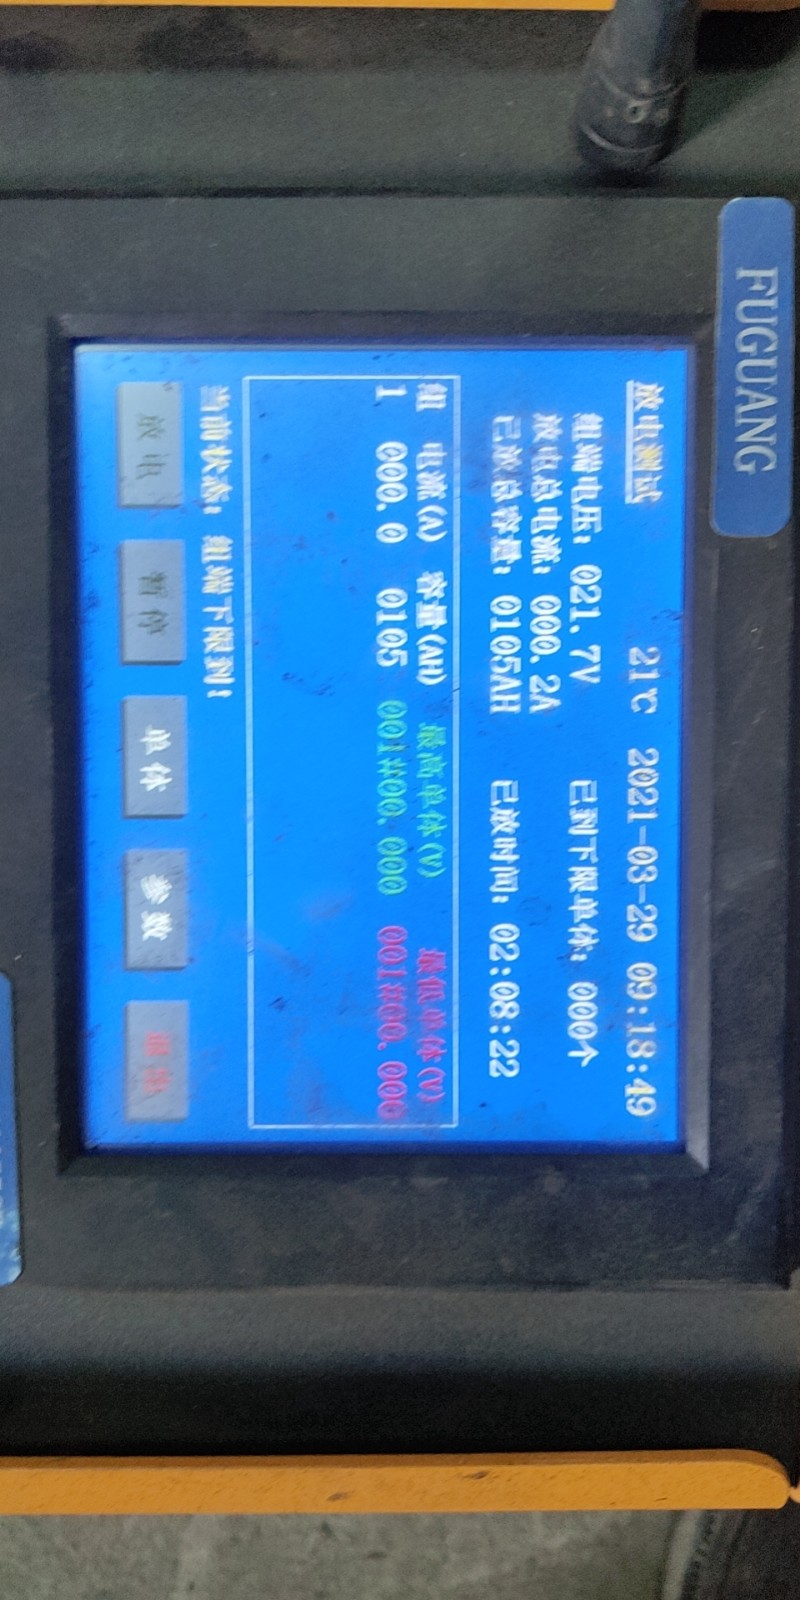 FUGUANG
放电测试 21℃ 2021-03-29 09:18:49
组端电压: 021.7V 已到下限单体: 000个
放电总电流: 000.2A
已放总容量: 0105AH 已放时间: 02:08:22
组 电流(A) 容量(AH) 最高单体(V) 最低单体(V)
1 000.0 0105 001#00.000 001#00.000
当前状态: 组端下限到!
放电 暂停 单体 参数 退出